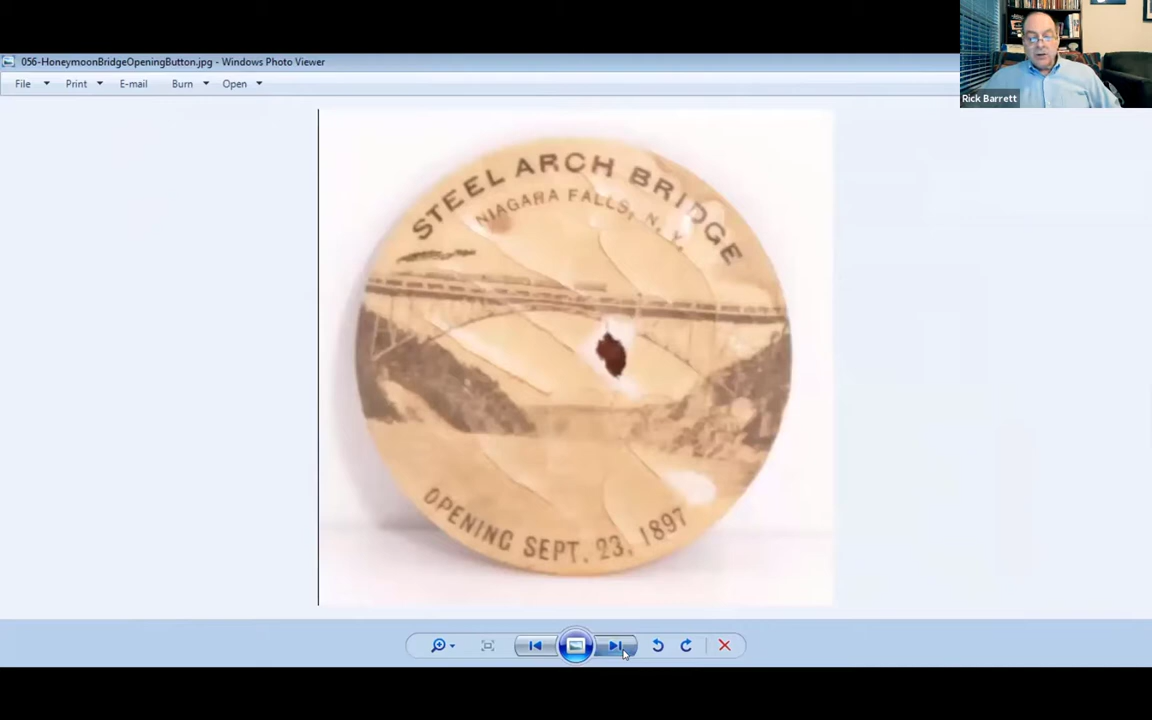 056-HoneymoonBridgeOpeningButton.jpg - Windows Photo Viewer
File Print E-mail Burn Open
Rick Barrett
STEEL ARCH BRIDGE
NIAGARA FALLS, N. Y.
OPENING SEPT. 23, 1897